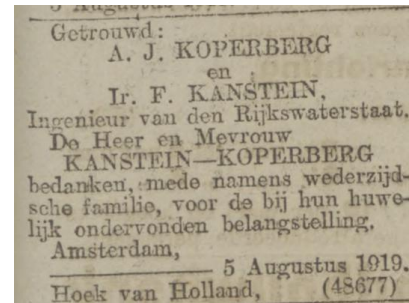 Getrouwd:
A. J. KOPERBERG
en
Ir. F. KANSTEIN,
Ingenieur van den Rijkswaterstaat.
De Heer en Mevrouw
KANSTEIN—KOPERBERG
bedanken, mede namens wederzijd-
sche familie, voor de bij hun huwe-
lijk ondervonden belangstelling.
Amsterdam,
5 Augustus 1919.
Hoek van Holland, (48677)